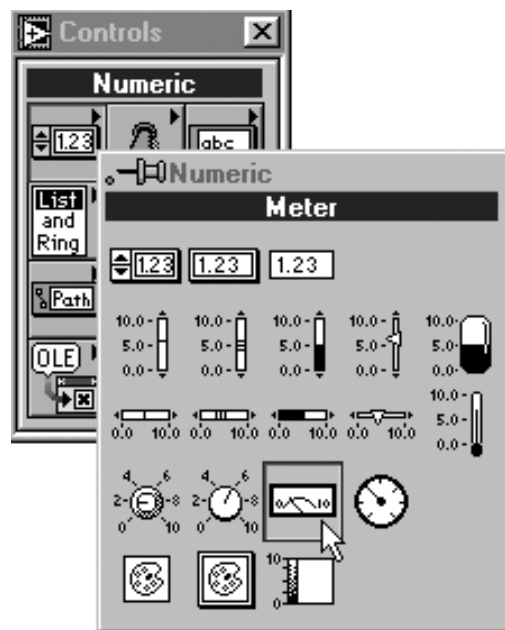 Controls
Numeric
1.23
abc
List
and
Ring
Path
OLE
Numeric
Meter
1.23 1.23 1.23
10.0 10.0 10.0 10.0 10.0
5.0 5.0 5.0 5.0 5.0
0.0 0.0 0.0 0.0 0.0
10.0
5.0
0.0
0.0 10.0 0.0 10.0 0.0 10.0 0.0 10.0
4 6 4 6
2 8 2 8 0 10
0 10 0 10
10
0